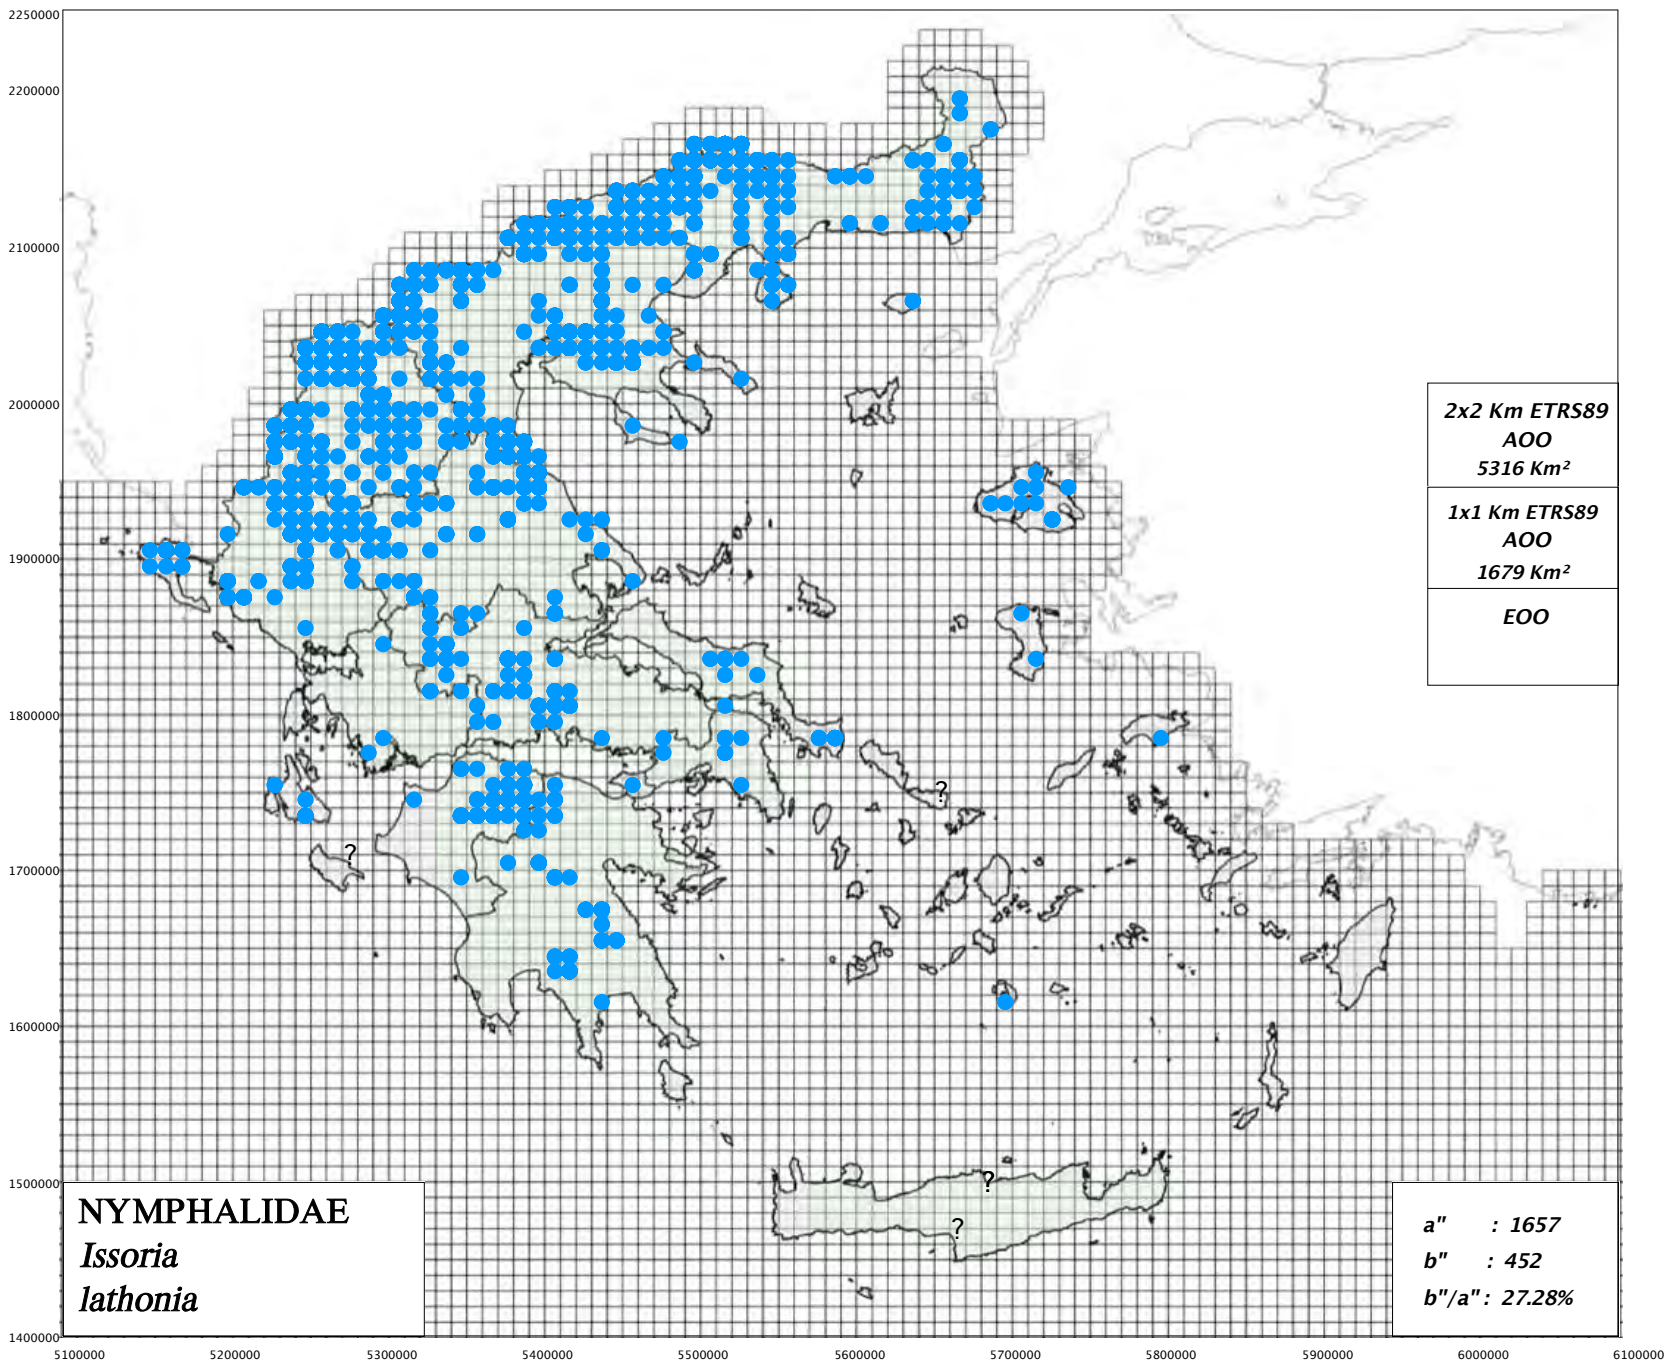 2250000
2200000
2100000
2000000
1900000
1800000
1700000
1600000
1500000
1400000
2x2 Km ETRS89
AOO
5316 Km²
1x1 Km ETRS89
AOO
1679 Km²
EOO
?
?
?
?
NYMPHALIDAE
Issoria
lathonia
a" : 1657
b" : 452
b"/a" : 27.28%
5100000 5200000 5300000 5400000 5500000 5600000 5700000 5800000 5900000 6000000 6100000